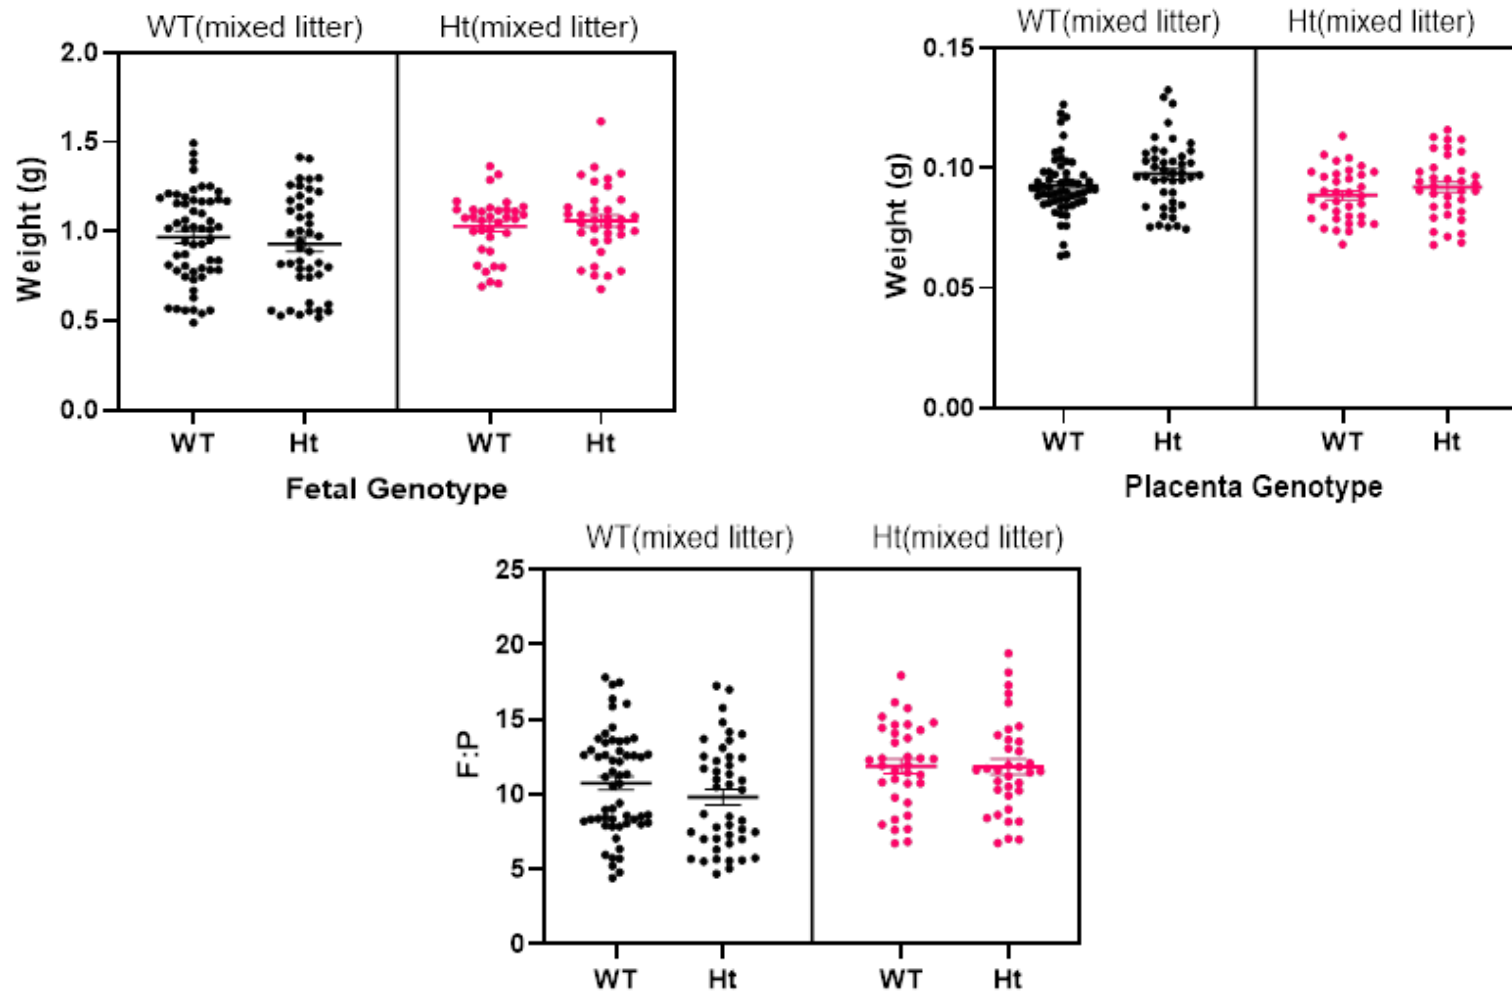 WT(mixed litter) Ht(mixed litter)
2.0
1.5
1.0
0.5
0.0
Weight (g)
WT Ht WT Ht
Fetal Genotype
WT(mixed litter) Ht(mixed litter)
0.15
0.10
0.05
0.00
Weight (g)
WT Ht WT Ht
Placenta Genotype
WT(mixed litter) Ht(mixed litter)
25
20
15
10
5
0
F:P
WT Ht WT Ht